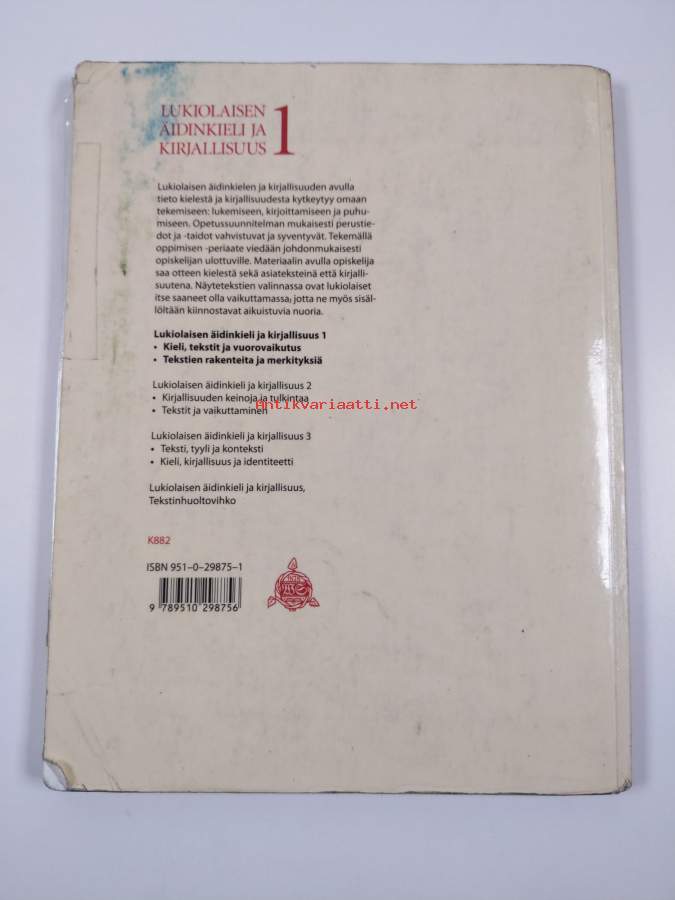 LUKIOLAISEN
ÄIDINKIELI JA
KIRJALLISUUS 1
Lukiolaisen äidinkielen ja kirjallisuuden avulla
tieto kielestä ja kirjallisuudesta kytkeytyy omaan
tekemiseen: lukemiseen, kirjoittamiseen ja puhu-
miseen. Opetussuunnitelman mukaisesti perustie-
dot ja -taidot vahvistuvat ja syventyvät. Tekemällä
oppimisen -periaate viedään johdonmukaisesti
opiskelijan ulottuville. Materiaalin avulla opiskelija
saa otteen kielestä sekä asiateksteinä että kirjalli-
suutena. Näytetekstien valinnassa ovat lukiolaiset
itse saaneet olla vaikuttamassa, jotta ne myös sisäl-
löltään kiinnostavat aikuistuvia nuoria.
Lukiolaisen äidinkieli ja kirjallisuus 1
• Kieli, tekstit ja vuorovaikutus
• Tekstien rakenteita ja merkityksiä
Lukiolaisen äidinkieli ja kirjallisuus 2
• Kirjallisuuden keinoja ja tulkintaa
• Tekstit ja vaikuttaminen
Antikvariaatti.net
Lukiolaisen äidinkieli ja kirjallisuus 3
• Teksti, tyyli ja konteksti
• Kieli, kirjallisuus ja identiteetti
Lukiolaisen äidinkieli ja kirjallisuus,
Tekstinhuoltovihko
K882
ISBN 951–0–29875–1
9 789510 298756